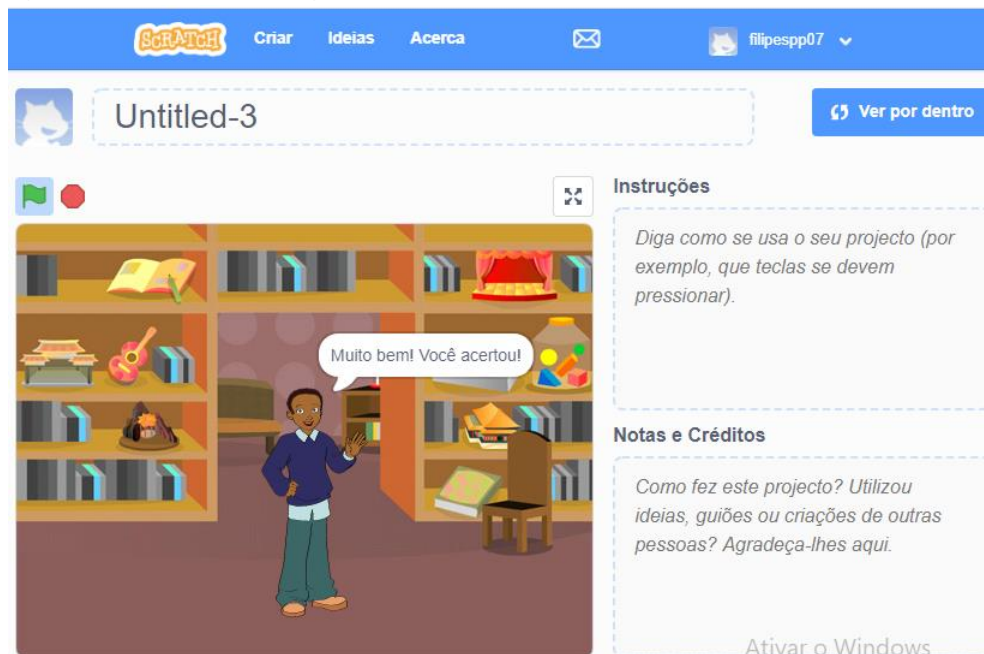 SCRATCH Criar Ideias Acerca filipespp07
Untitled-3
Ver por dentro
Instruções
Diga como se usa o seu projecto (por
exemplo, que teclas se devem
pressionar).
Muito bem! Você acertou!
Notas e Créditos
Como fez este projecto? Utilizou
ideias, guiões ou criações de outras
pessoas? Agradeça-lhes aqui.
Ativar o Windows